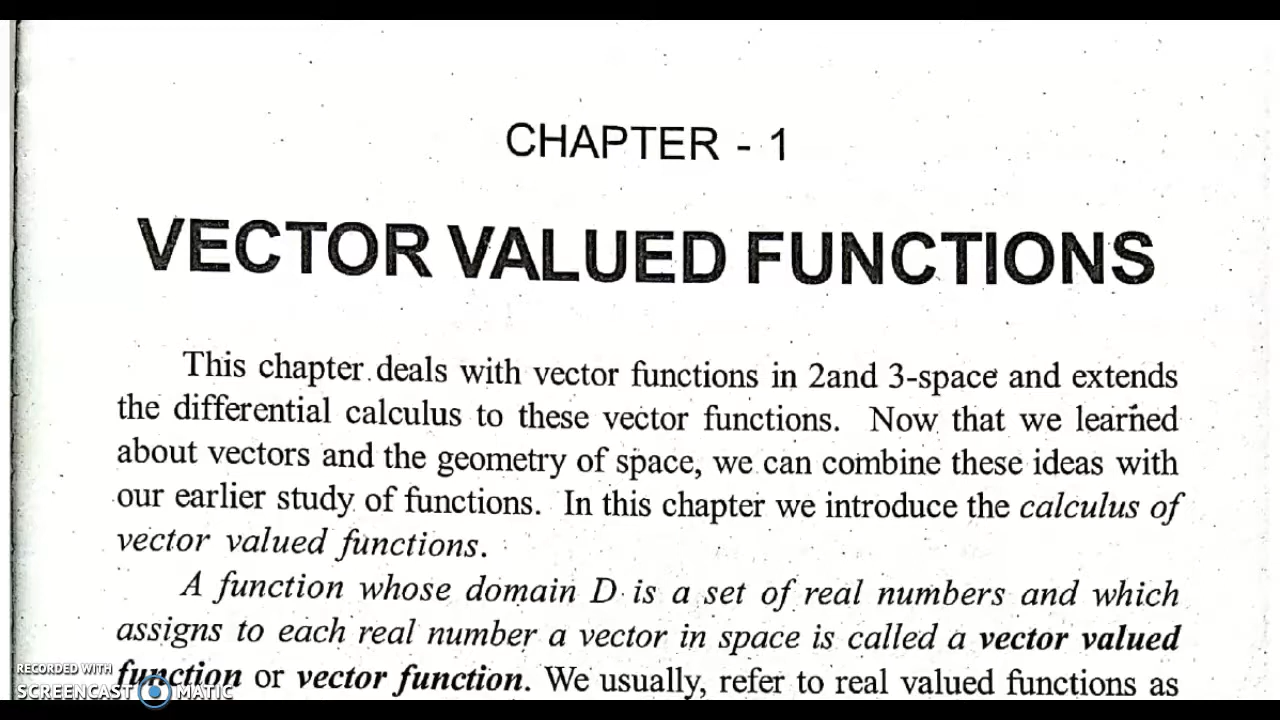 CHAPTER - 1
VECTOR VALUED FUNCTIONS
This chapter deals with vector functions in 2and 3-space and extends
the differential calculus to these vector functions. Now that we learned
about vectors and the geometry of space, we can combine these ideas with
our earlier study of functions. In this chapter we introduce the calculus of
vector valued functions.
A function whose domain D is a set of real numbers and which
assigns to each real number a vector in space is called a vector valued
function or vector function. We usually, refer to real valued functions as
RECORDED WITH
SCREENCAST MATIC